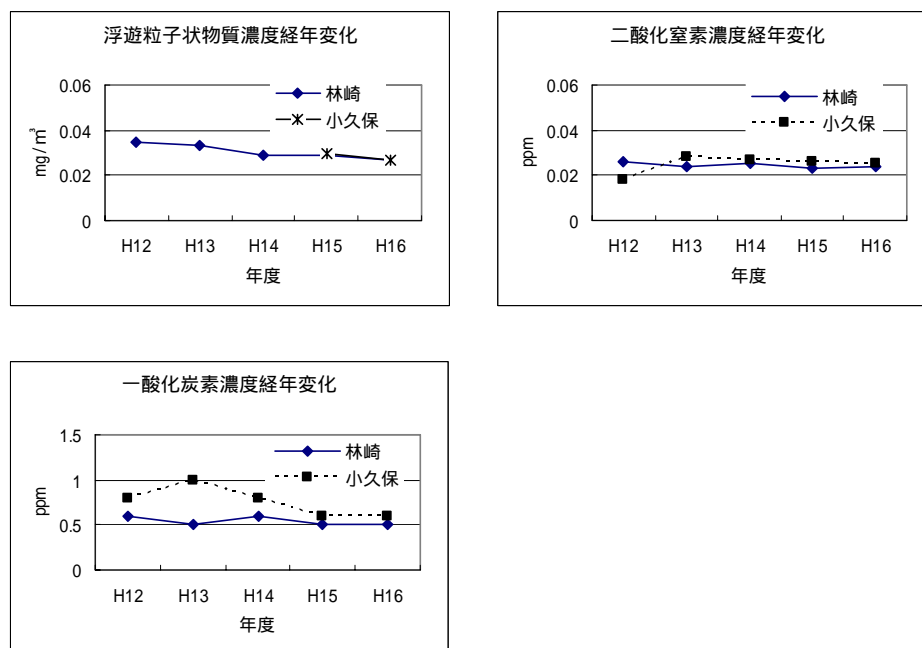 浮遊粒子状物質濃度経年変化
林崎
小久保
0.06
0.04
0.02
0
mg/㎥
H12 H13 H14 H15 H16
年度
二酸化窒素濃度経年変化
林崎
小久保
0.06
0.04
0.02
0
ppm
H12 H13 H14 H15 H16
年度
一酸化炭素濃度経年変化
林崎
小久保
1.5
1
0.5
0
ppm
H12 H13 H14 H15 H16
年度